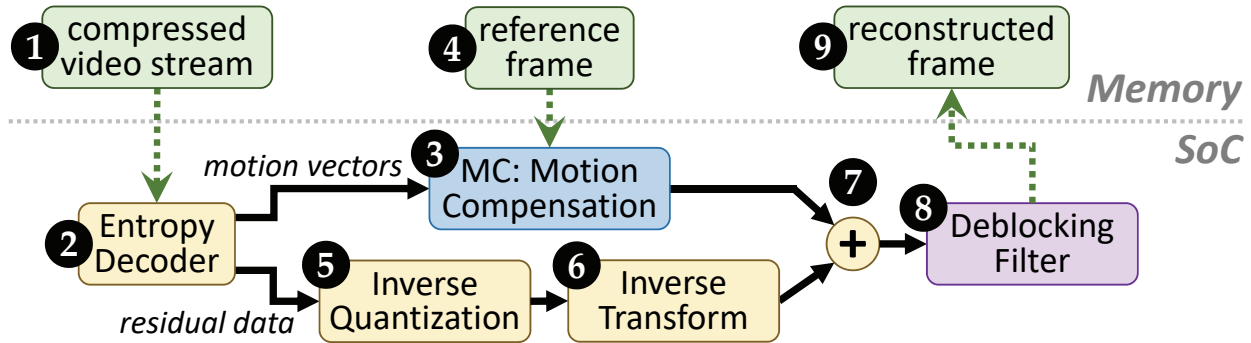 1
compressed
video stream
4
reference
frame
9
reconstructed
frame
Memory
SoC
motion vectors
3
MC: Motion
Compensation
7
+
2
Entropy
Decoder
8
Deblocking
Filter
5
Inverse
Quantization
6
Inverse
Transform
residual data